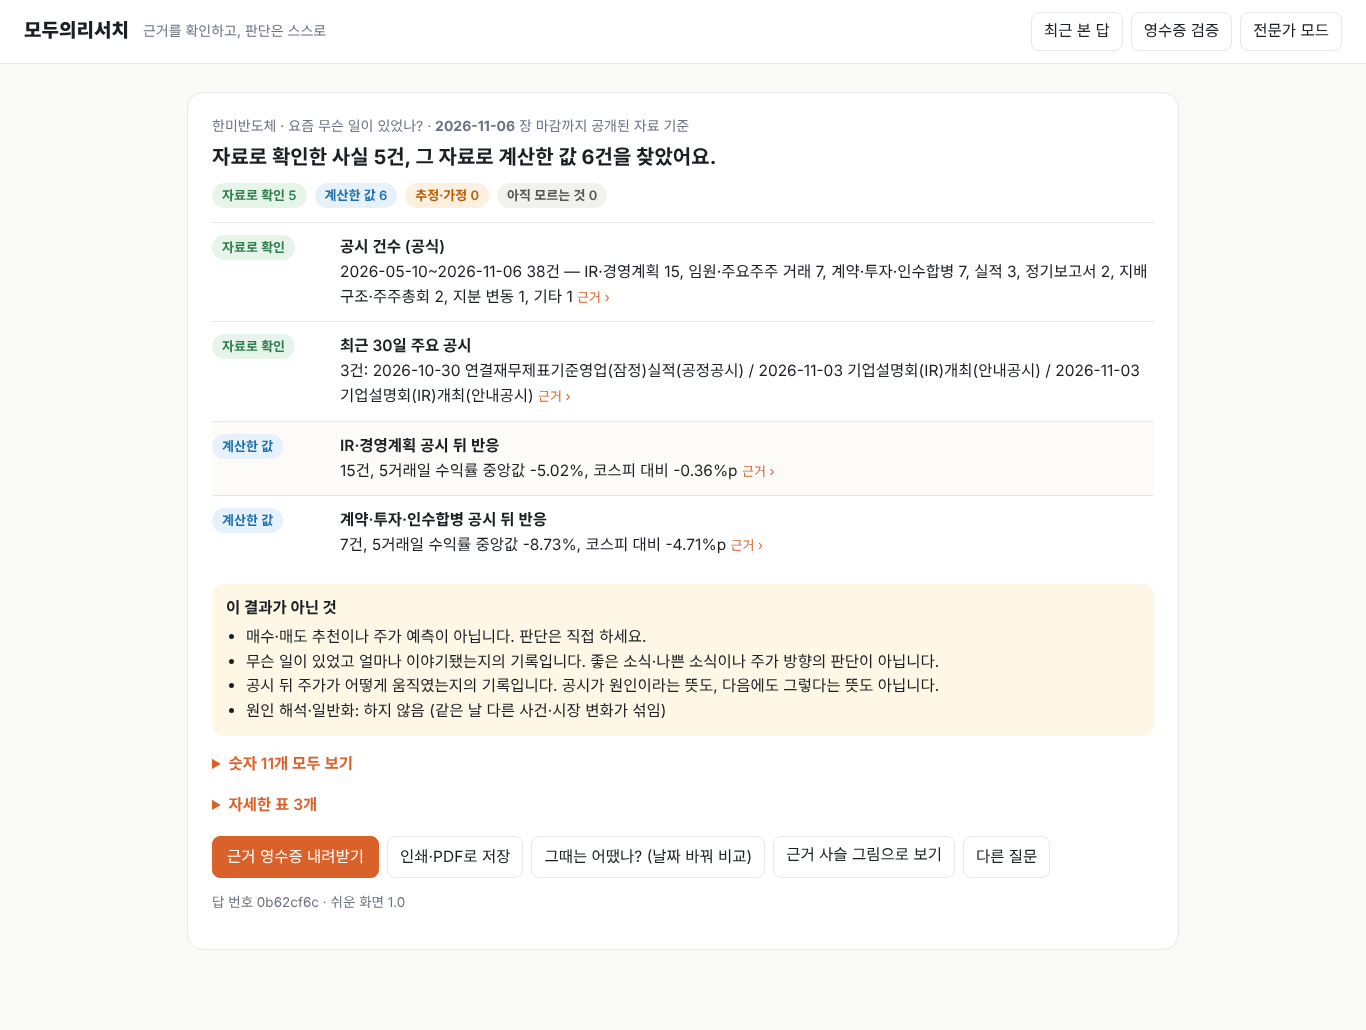 모두의리서치 근거를 확인하고, 판단은 스스로
최근 본 답 영수증 검증 전문가 모드
한미반도체 · 요즘 무슨 일이 있었나? · 2026-11-06 장 마감까지 공개된 자료 기준
자료로 확인한 사실 5건, 그 자료로 계산한 값 6건을 찾았어요.
자료로 확인 5 계산한 값 6 추정·가정 0 아직 모르는 것 0
자료로 확인 공시 건수 (공식)
2026-05-10~2026-11-06 38건 — IR·경영계획 15, 임원·주요주주 거래 7, 계약·투자·인수합병 7, 실적 3, 정기보고서 2, 지배
구조·주주총회 2, 지분 변동 1, 기타 1 근거 ›
자료로 확인 최근 30일 주요 공시
3건: 2026-10-30 연결재무제표기준영업(잠정)실적(공정공시) / 2026-11-03 기업설명회(IR)개최(안내공시) / 2026-11-03
기업설명회(IR)개최(안내공시) 근거 ›
계산한 값 IR·경영계획 공시 뒤 반응
15건, 5거래일 수익률 중앙값 -5.02%, 코스피 대비 -0.36%p 근거 ›
계산한 값 계약·투자·인수합병 공시 뒤 반응
7건, 5거래일 수익률 중앙값 -8.73%, 코스피 대비 -4.71%p 근거 ›
이 결과가 아닌 것
• 매수·매도 추천이나 주가 예측이 아닙니다. 판단은 직접 하세요.
• 무슨 일이 있었고 얼마나 이야기됐는지의 기록입니다. 좋은 소식·나쁜 소식이나 주가 방향의 판단이 아닙니다.
• 공시 뒤 주가가 어떻게 움직였는지의 기록입니다. 공시가 원인이라는 뜻도, 다음에도 그렇다는 뜻도 아닙니다.
• 원인 해석·일반화: 하지 않음 (같은 날 다른 사건·시장 변화가 섞임)
▶ 숫자 11개 모두 보기
▶ 자세한 표 3개
근거 영수증 내려받기 인쇄·PDF로 저장 그때는 어땠나? (날짜 바꿔 비교) 근거 사슬 그림으로 보기 다른 질문
답 번호 0b62cf6c · 쉬운 화면 1.0